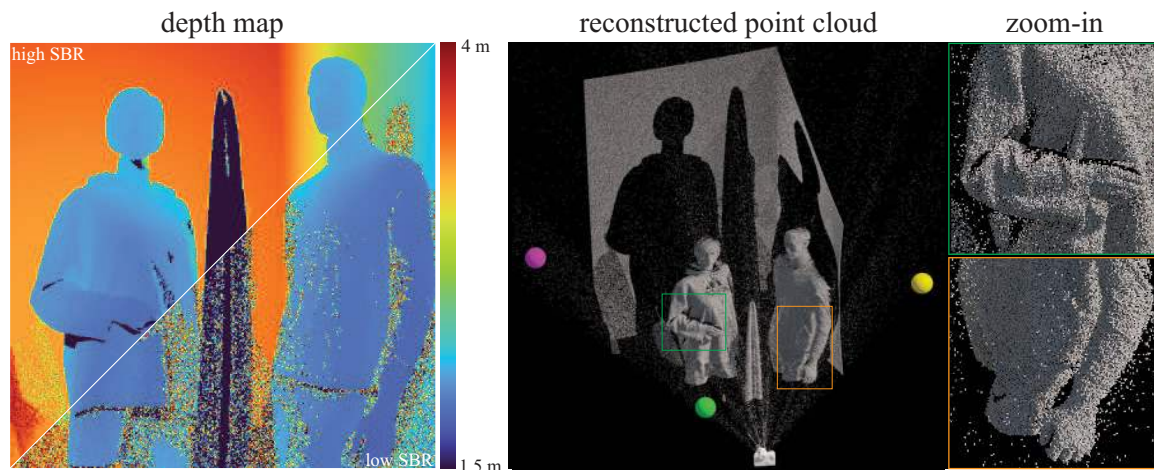 depth map
reconstructed point cloud
zoom-in
high SBR
4 m
low SBR
1.5 m